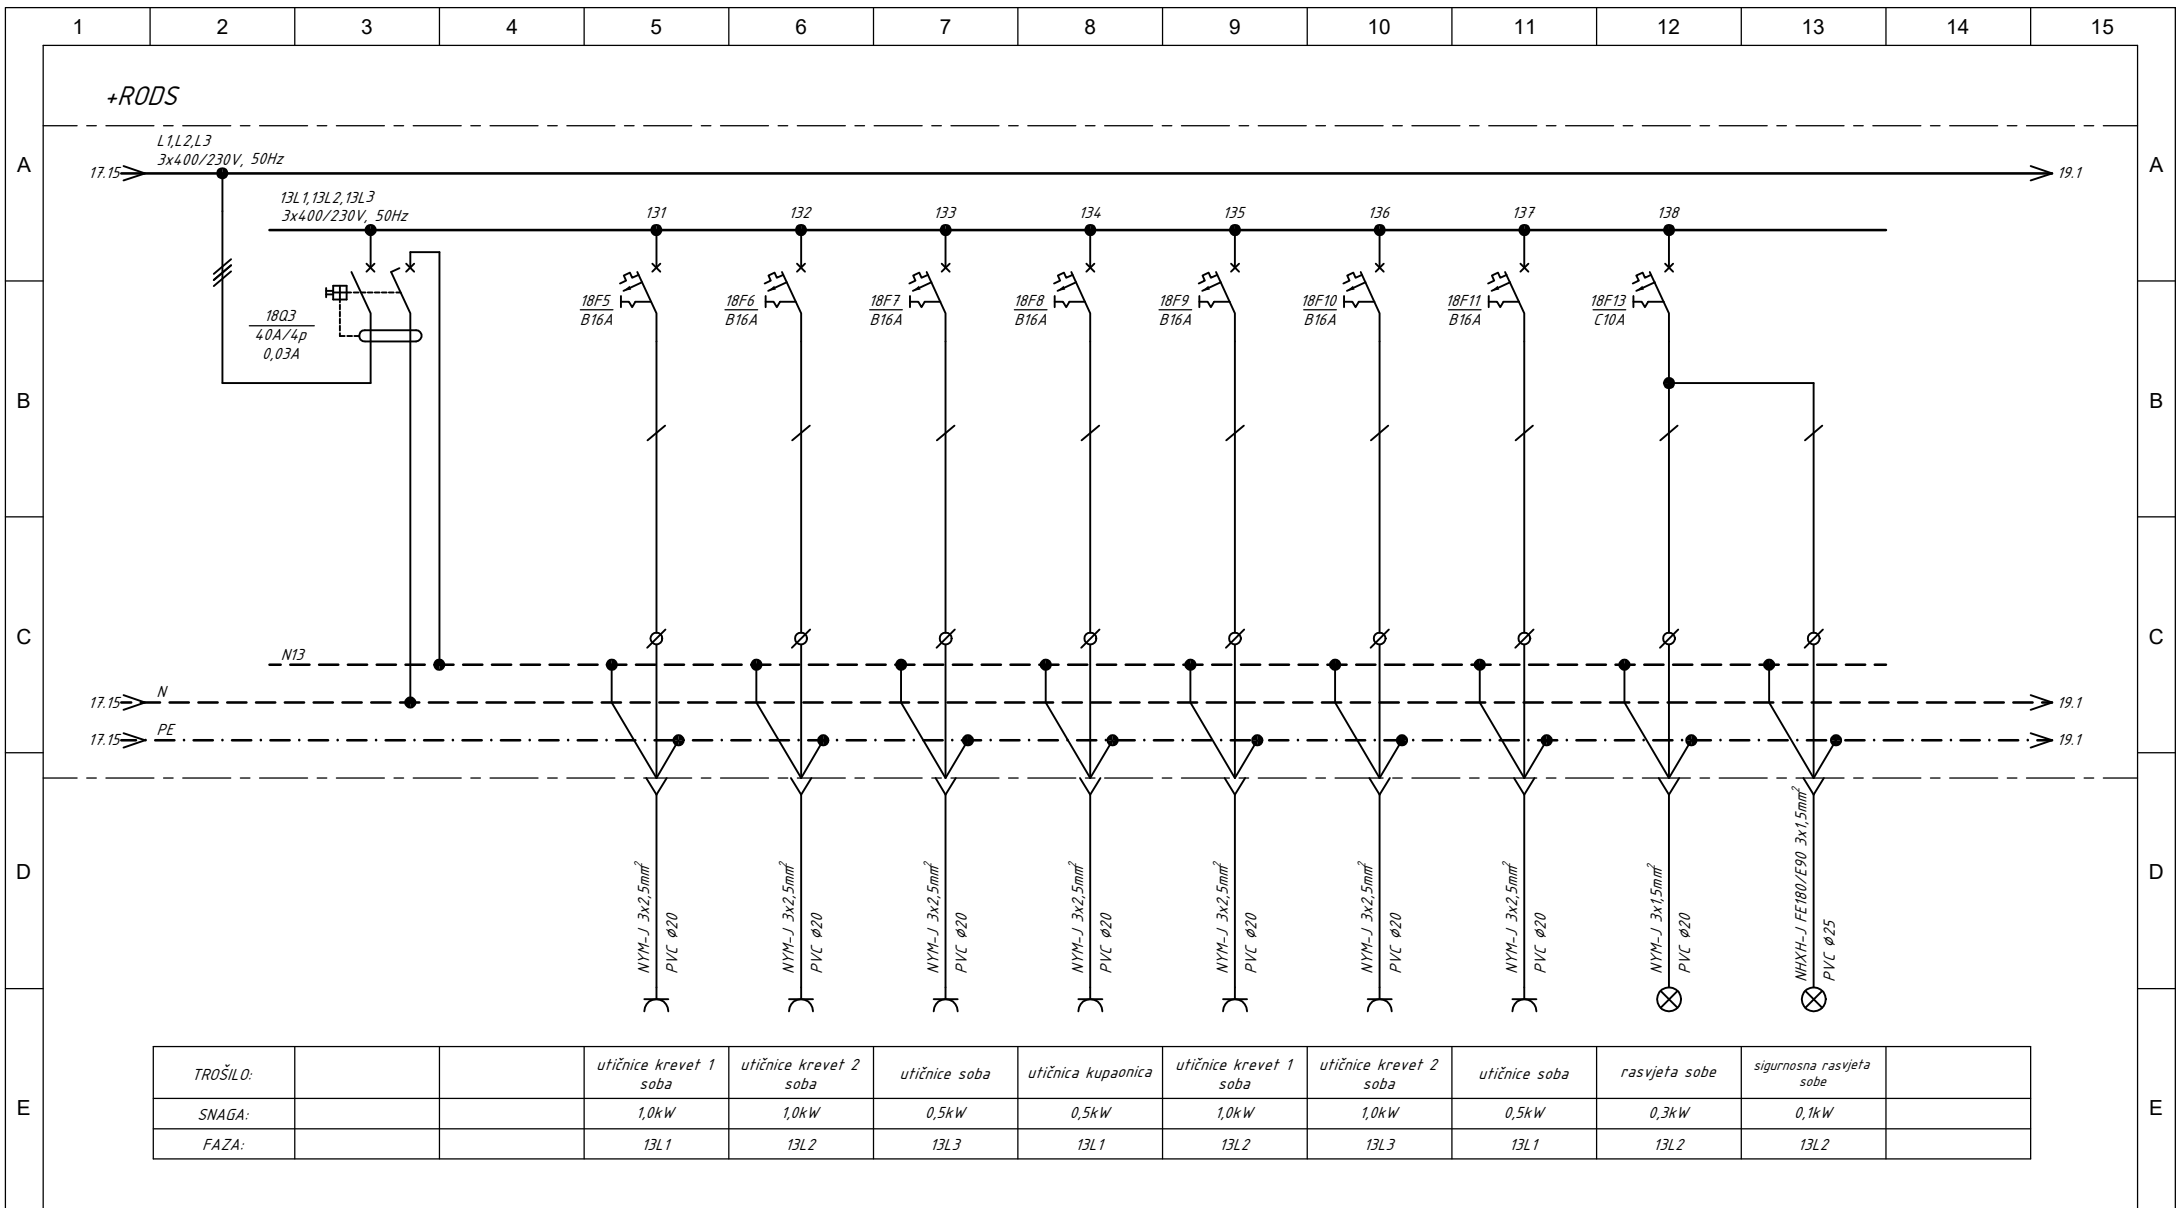 1 2 3 4 5 6 7 8 9 10 11 12 13 14 15
+RODS
A A
L1,L2,L3
3x400/230V, 50Hz
17.15 19.1
13L1,13L2,13L3
3x400/230V, 50Hz
131 132 133 134 135 136 137 138
18Q3
40A/4p
0,03A
18F5
B16A
18F6
B16A
18F7
B16A
18F8
B16A
18F9
B16A
18F10
B16A
18F11
B16A
18F13
C10A
B B
C C
N13
17.15 N 19.1
17.15 PE 19.1
D D
NYM-J 3x2,5mm²
PVC Ø20
NYM-J 3x2,5mm²
PVC Ø20
NYM-J 3x2,5mm²
PVC Ø20
NYM-J 3x2,5mm²
PVC Ø20
NYM-J 3x2,5mm²
PVC Ø20
NYM-J 3x2,5mm²
PVC Ø20
NYM-J 3x2,5mm²
PVC Ø20
NYM-J 3x1,5mm²
PVC Ø20
NHXH-J FE180/E90 3x1,5mm²
PVC Ø25
E E
TROŠILO:
utičnice krevet 1
soba
utičnice krevet 2
soba
utičnice soba
utičnica kupaonica
utičnice krevet 1
soba
utičnice krevet 2
soba
utičnice soba
rasvjeta sobe
sigurnosna rasvjeta
sobe
SNAGA: 1,0kW 1,0kW 0,5kW 0,5kW 1,0kW 1,0kW 0,5kW 0,3kW 0,1kW
FAZA: 13L1 13L2 13L3 13L1 13L2 13L3 13L1 13L2 13L2